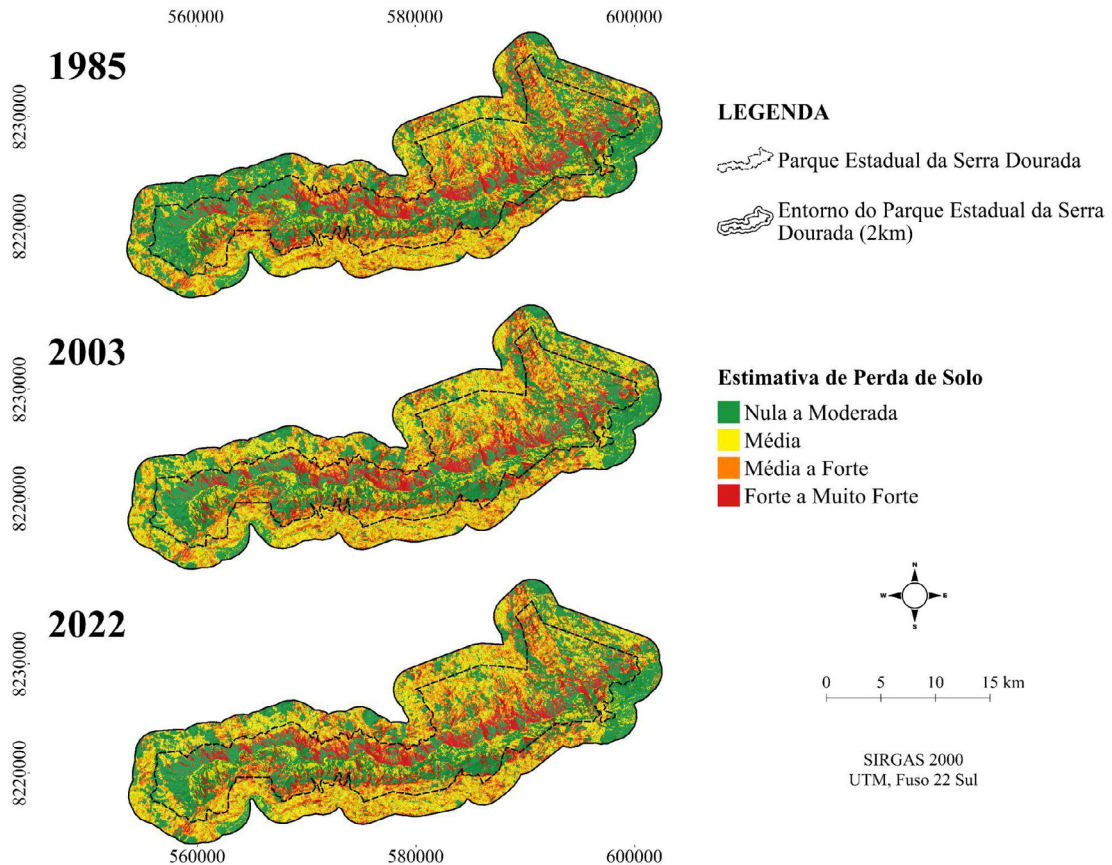 560000
580000
600000
1985
8230000
8220000
2003
8230000
8220000
2022
8230000
8220000
560000
580000
600000
LEGENDA
Parque Estadual da Serra Dourada
Entorno do Parque Estadual da Serra
Dourada (2km)
Estimativa de Perda de Solo
Nula a Moderada
Média
Média a Forte
Forte a Muito Forte
N
W
E
S
0 5 10 15 km
SIRGAS 2000
UTM, Fuso 22 Sul